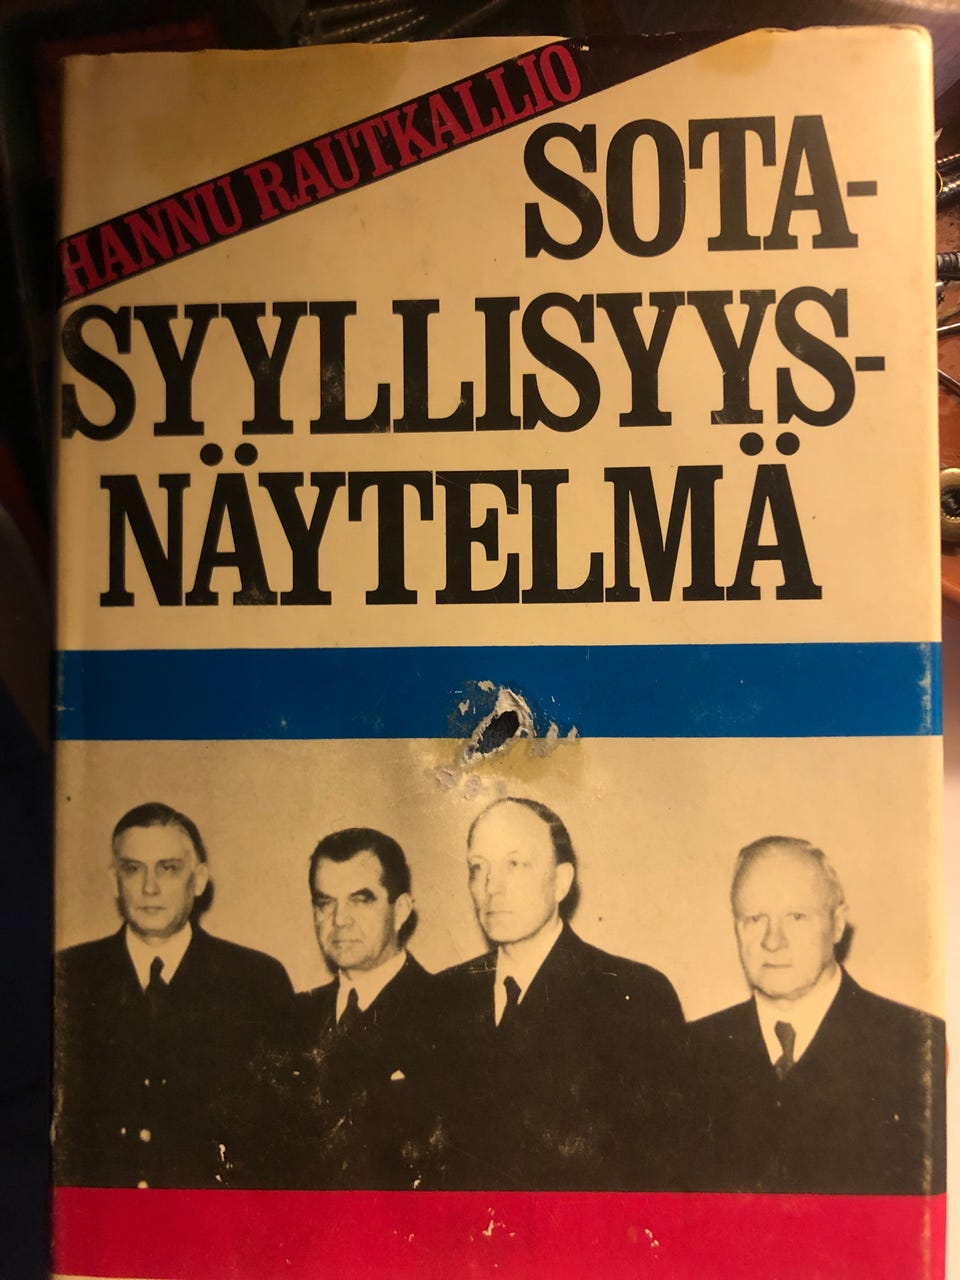 HANNU RAUTKALLIO
SOTA-
SYYLLISYYS-
NÄYTELMÄ